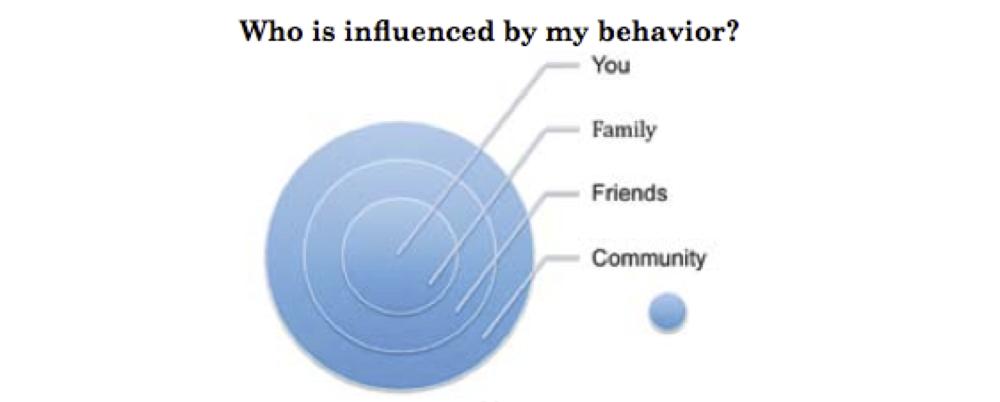 Who is influenced by my behavior?
You
Family
Friends
Community